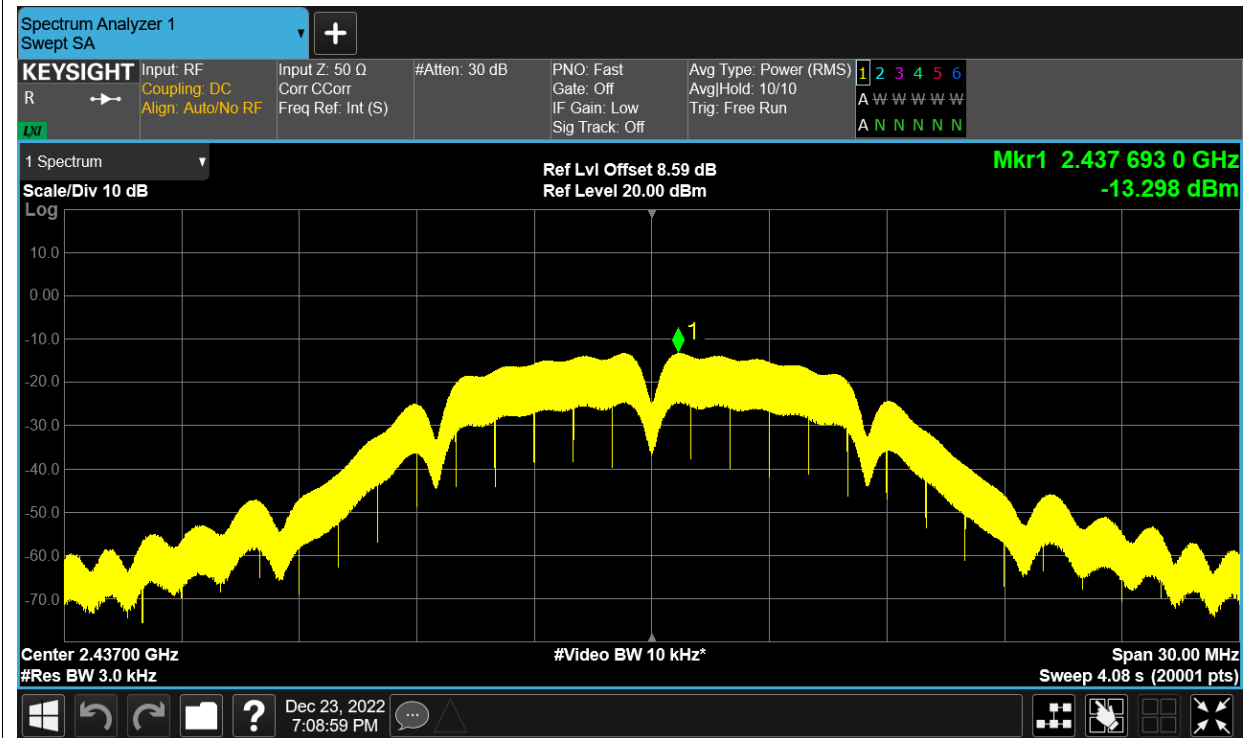 Spectrum Analyzer 1
Swept SA
KEYSIGHT
R
LXI
Input: RF
Coupling: DC
Align: Auto/No RF
Input Z: 50 Ω
Corr CCorr
Freq Ref: Int (S)
#Atten: 30 dB
PNO: Fast
Gate: Off
IF Gain: Low
Sig Track: Off
Avg Type: Power (RMS)
Avg|Hold: 10/10
Trig: Free Run
1 2 3 4 5 6
A W W W W W
A N N N N N
1 Spectrum
Scale/Div 10 dB
Log
Ref Lvl Offset 8.59 dB
Ref Level 20.00 dBm
Mkr1 2.437 693 0 GHz
-13.298 dBm
10.0
0.00
-10.0
-20.0
-30.0
-40.0
-50.0
-60.0
-70.0
1
Center 2.43700 GHz
#Res BW 3.0 kHz
#Video BW 10 kHz*
Span 30.00 MHz
Sweep 4.08 s (20001 pts)
?
Dec 23, 2022
7:08:59 PM